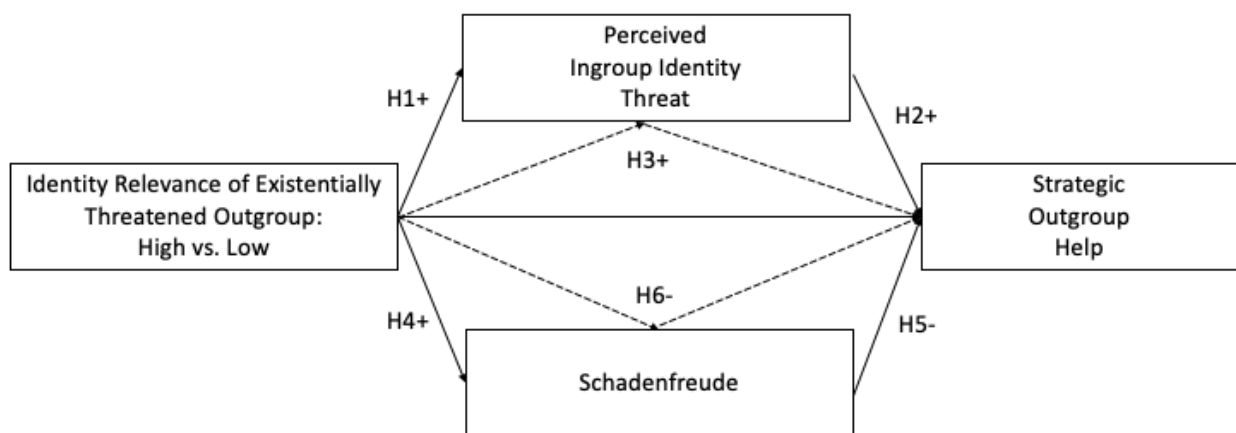 Perceived
Ingroup Identity
Threat
H1+
H2+
H3+
Identity Relevance of Existentially
Threatened Outgroup:
High vs. Low
Strategic
Outgroup
Help
H6-
H4+
H5-
Schadenfreude